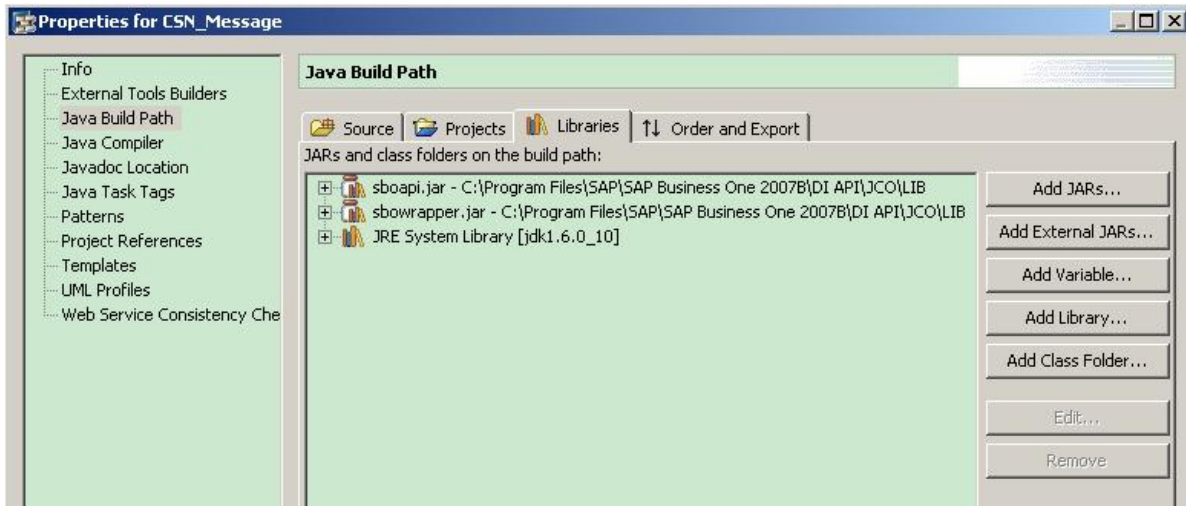 Properties for CSN_Message
Info
External Tools Builders
Java Build Path
Java Compiler
Javadoc Location
Java Task Tags
Patterns
Project References
Templates
UML Profiles
Web Service Consistency Che
Java Build Path
Source Projects Libraries Order and Export
JARs and class folders on the build path:
sboapi.jar - C:\Program Files\SAP\SAP Business One 2007B\DI API\JCO\LIB
sbowrapper.jar - C:\Program Files\SAP\SAP Business One 2007B\DI API\JCO\LIB
JRE System Library [jdk1.6.0_10]
Add JARs...
Add External JARs...
Add Variable...
Add Library...
Add Class Folder...
Edit...
Remove